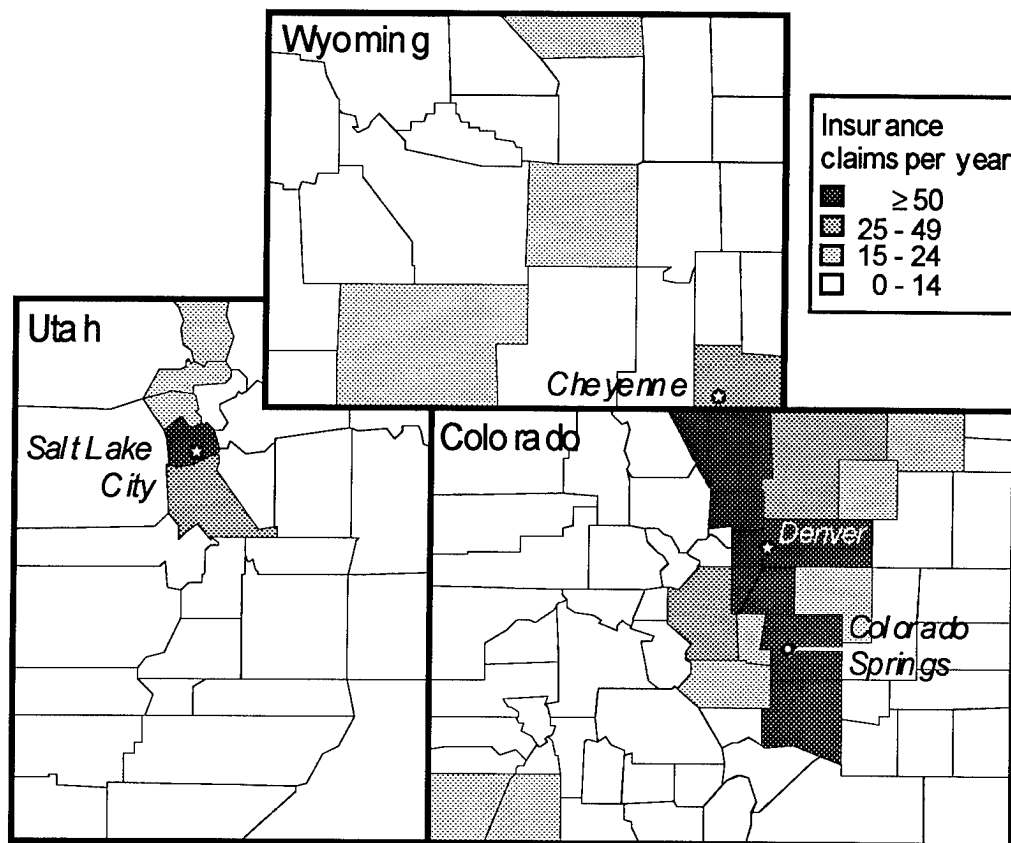 Wyoming
Insurance
claims per year
≥ 50
25 - 49
15 - 24
0 - 14
Utah
Cheyenne
Salt Lake
City
Colorado
Denver
Colorado
Springs